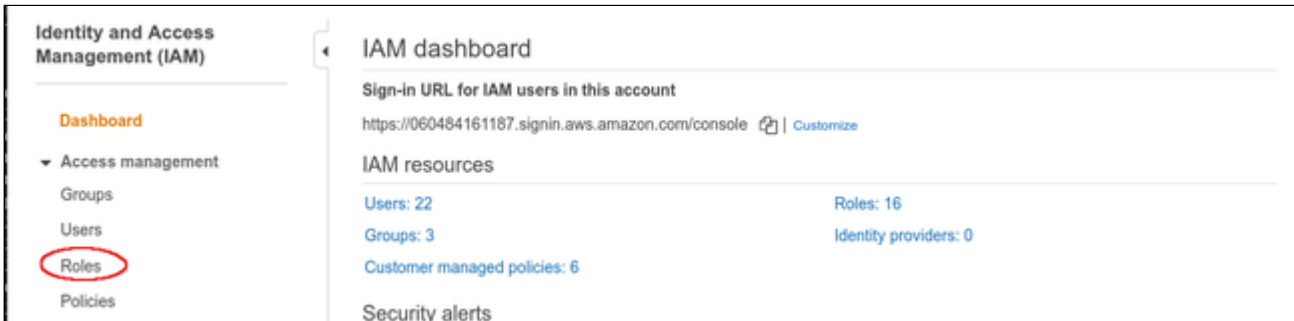 Identity and Access
Management (IAM)
Dashboard
Access management
Groups
Users
Roles
Policies
IAM dashboard
Sign-in URL for IAM users in this account
https://060484161187.signin.aws.amazon.com/console | Customize
IAM resources
Users: 22
Roles: 16
Groups: 3
Identity providers: 0
Customer managed policies: 6
Security alerts